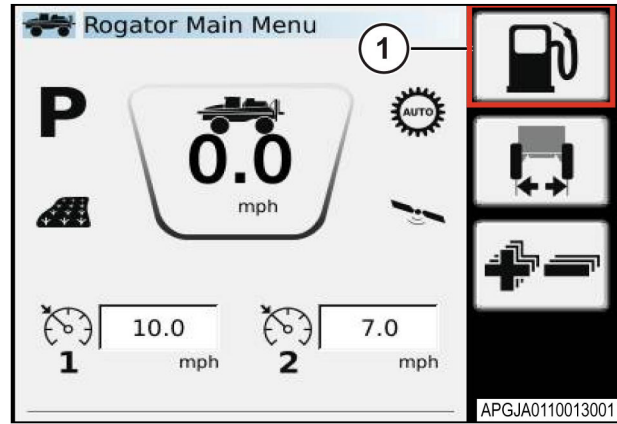 Rogator Main Menu
1
P
AUTO
0.0
mph
10.0
7.0
1
mph
2
mph
APGJA0110013001